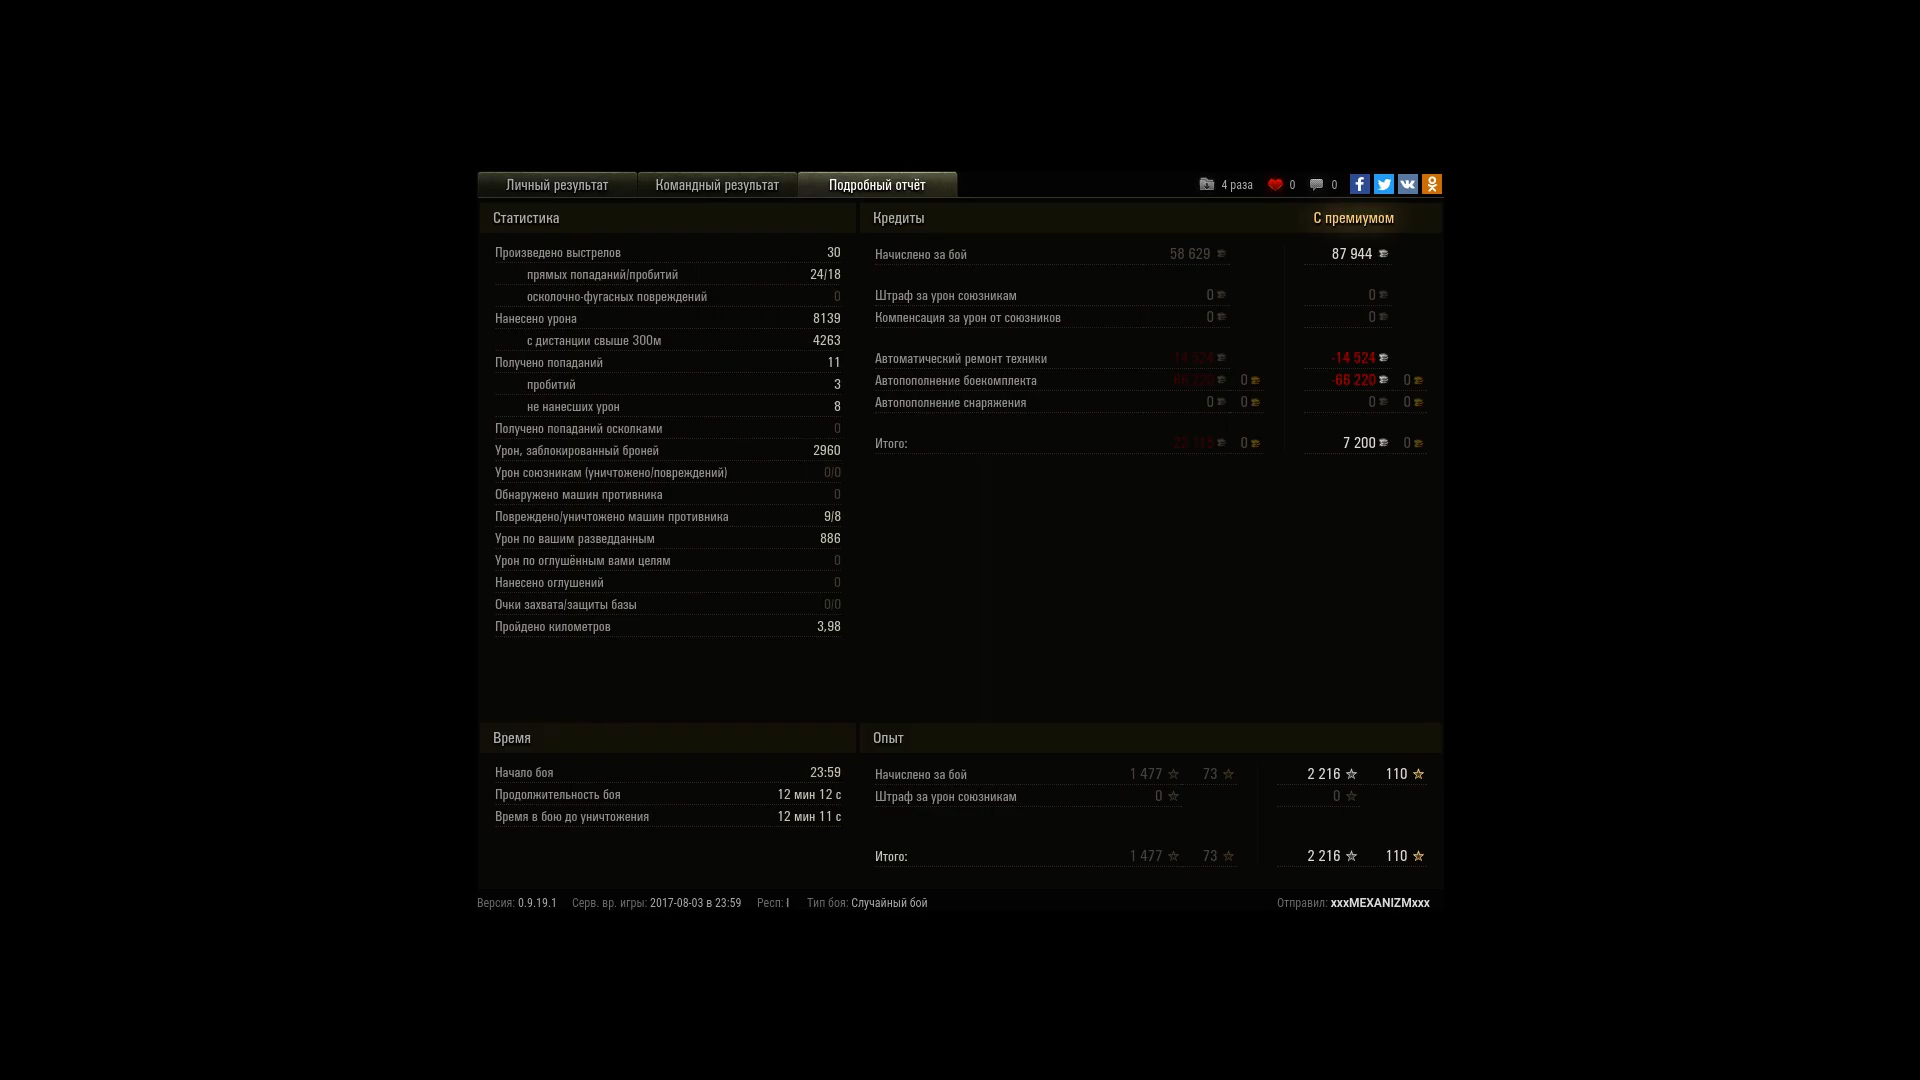 Личный результат Командный результат Подробный отчёт 4 раза 0 0
Статистика
Произведено выстрелов 30
прямых попаданий/пробитий 24/18
осколочно-фугасных повреждений 0
Нанесено урона 8139
с дистанции свыше 300м 4263
Получено попаданий 11
пробитий 3
не нанесших урон 8
Получено попаданий осколками 0
Урон, заблокированный броней 2960
Урон союзникам (уничтожено/повреждений) 0/0
Обнаружено машин противника 0
Повреждено/уничтожено машин противника 9/8
Урон по вашим разведданным 886
Урон по оглушённым вами целям 0
Нанесено оглушений 0
Очки захвата/защиты базы 0/0
Пройдено километров 3,98
Кредиты С премиумом
Начислено за бой 58 629 87 944
Штраф за урон союзникам 0 0
Компенсация за урон от союзников 0 0
Автоматический ремонт техники -14 524 -14 524
Автопополнение боекомплекта -66 220 0 -66 220 0
Автопополнение снаряжения 0 0 0 0
Итого: -22 115 0 7 200 0
Время
Начало боя 23:59
Продолжительность боя 12 мин 12 с
Время в бою до уничтожения 12 мин 11 с
Опыт
Начислено за бой 1 477 73 2 216 110
Штраф за урон союзникам 0 0
Итого: 1 477 73 2 216 110
Версия: 0.9.19.1 Серв. вр. игры: 2017-08-03 в 23:59 Респ: I Тип боя: Случайный бой Отправил: xxxMEXANIZMxxx